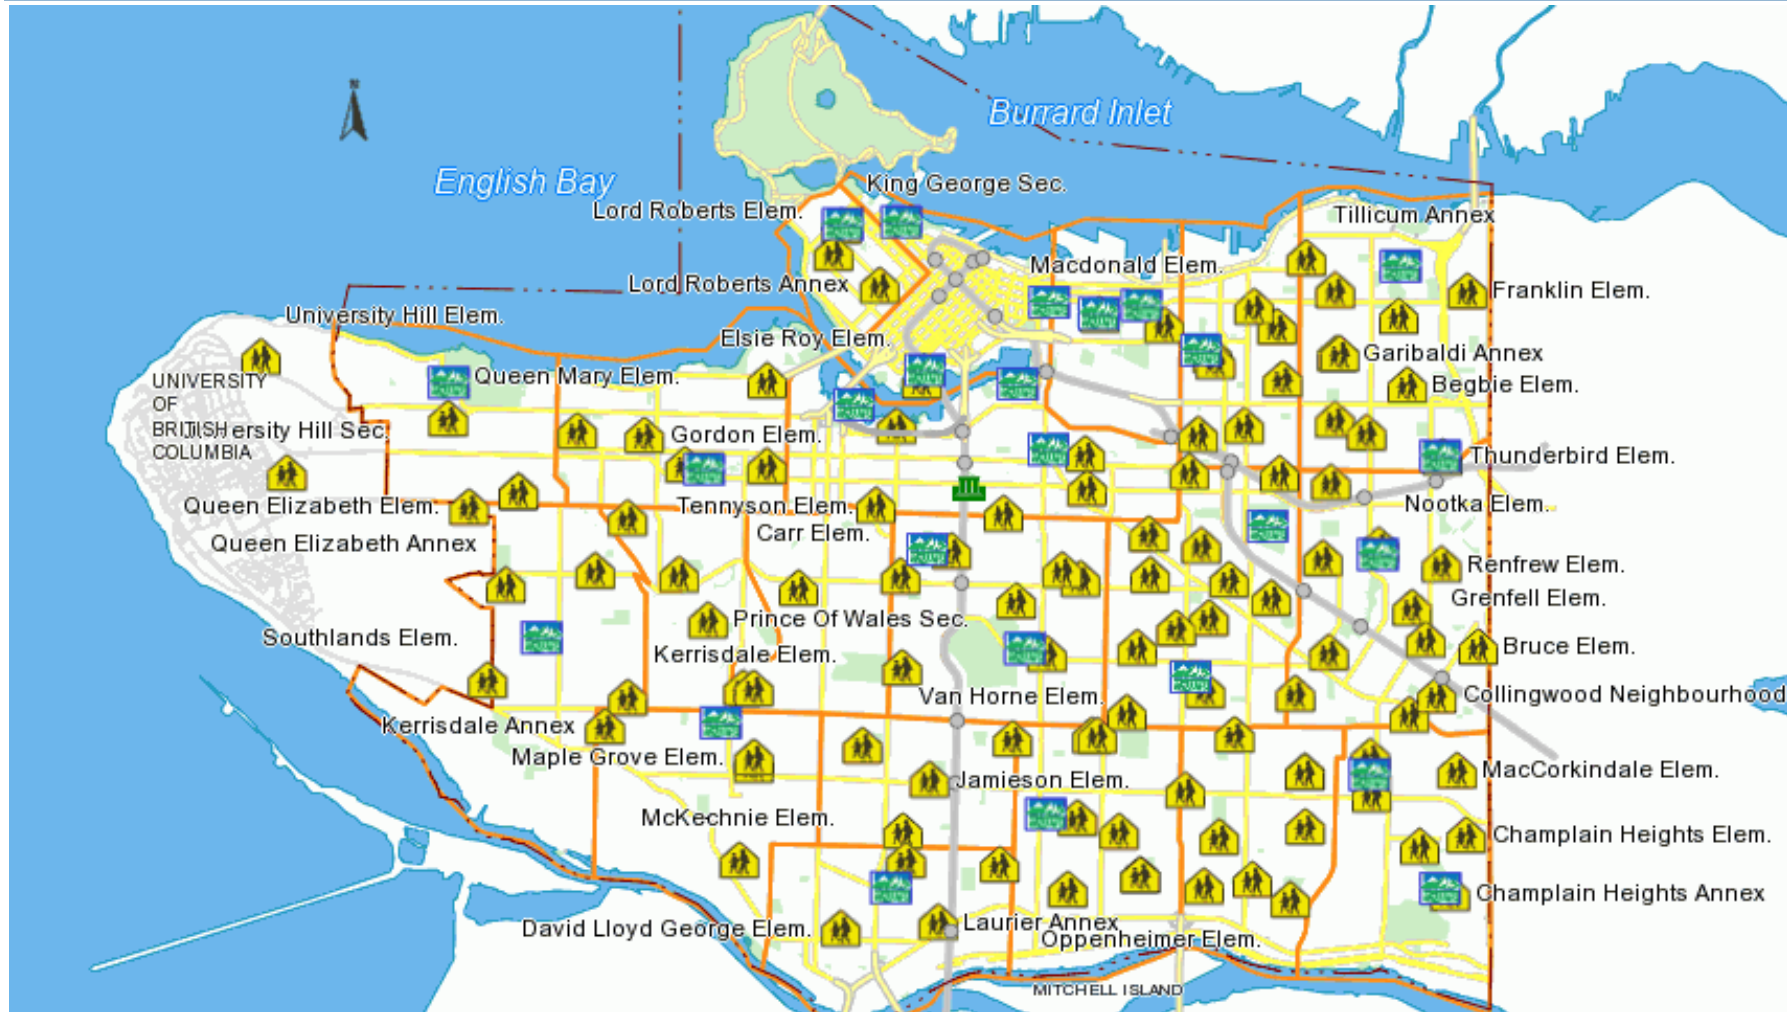 N
Burrard Inlet
English Bay
King George Sec.
Lord Roberts Elem.
Tillicum Annex
Macdonald Elem.
Lord Roberts Annex
Franklin Elem.
University Hill Elem.
Elsie Roy Elem.
Garibaldi Annex
Queen Mary Elem.
Begbie Elem.
UNIVERSITY
OF
BRITISH
COLUMBIA
University Hill Sec.
Gordon Elem.
Thunderbird Elem.
Queen Elizabeth Elem.
Tennyson Elem.
Nootka Elem.
Carr Elem.
Queen Elizabeth Annex
Renfrew Elem.
Grenfell Elem.
Prince Of Wales Sec.
Southlands Elem.
Bruce Elem.
Kerrisdale Elem.
Van Horne Elem.
Collingwood Neighbourhood
Kerrisdale Annex
Maple Grove Elem.
MacCorkindale Elem.
Jamieson Elem.
McKechnie Elem.
Champlain Heights Elem.
Champlain Heights Annex
David Lloyd George Elem.
Laurier Annex
Oppenheimer Elem.
MITCHELL ISLAND